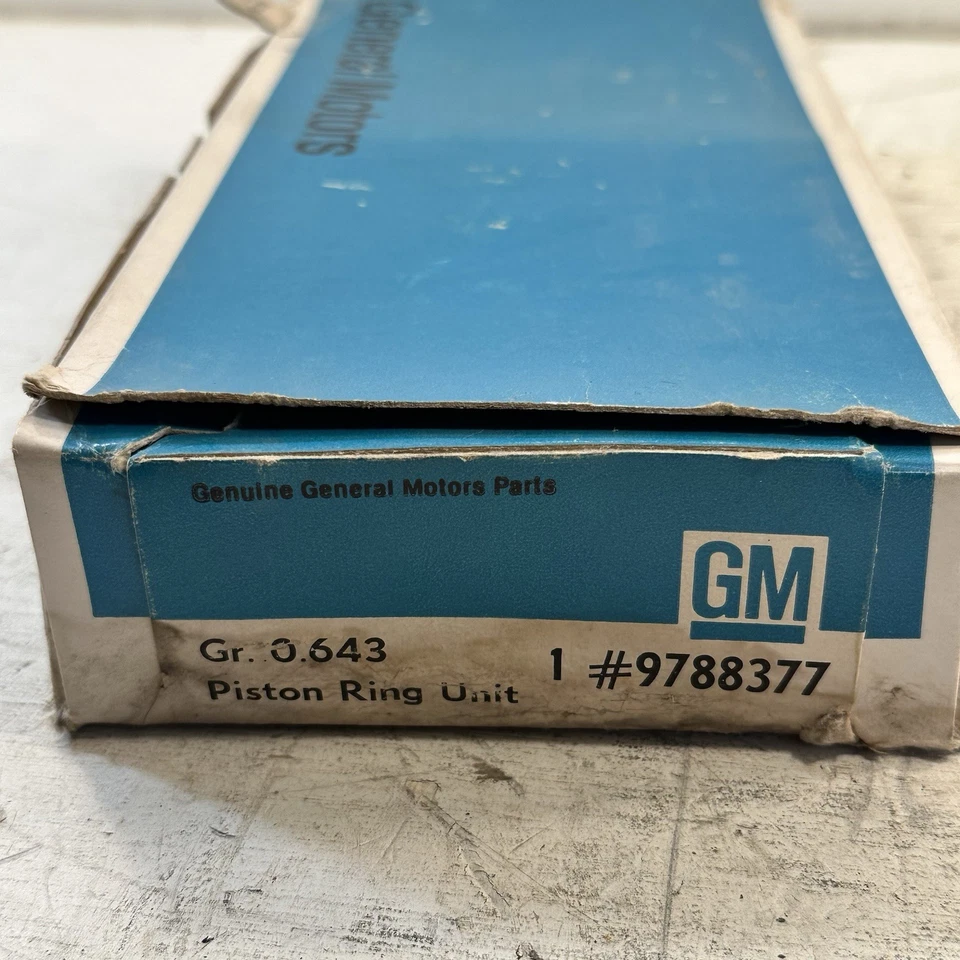 General Motors
Genuine General Motors Parts
GM
Gr. 0.643
1 #9788377
Piston Ring Unit